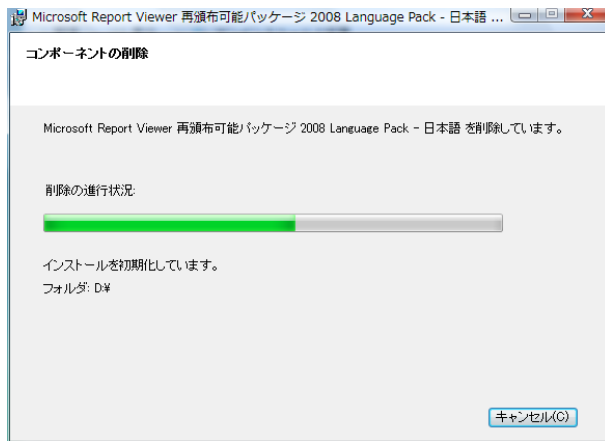 Microsoft Report Viewer 再頒布可能パッケージ 2008 Language Pack - 日本語 ...
コンポーネントの削除
Microsoft Report Viewer 再頒布可能パッケージ 2008 Language Pack - 日本語 を削除しています。
削除の進行状況:
インストールを初期化しています。
フォルダ: D:¥
キャンセル(C)